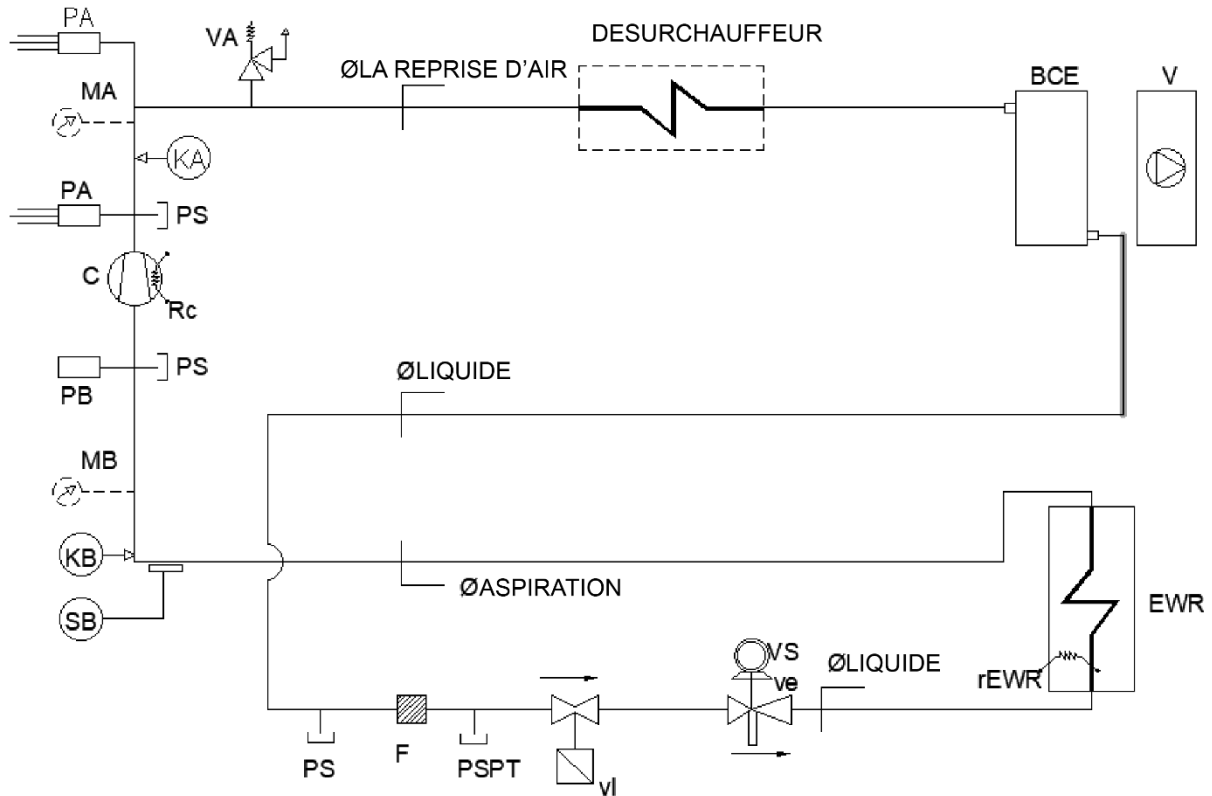 PA
VA
DESURCHAUFFEUR
ØLA REPRISE D'AIR
BCE
V
MA
KA
PA
PS
C
Rc
PS
PB
ØLIQUIDE
MB
KB
ØASPIRATION
SB
EWR
VS
ve
ØLIQUIDE
rEWR
PS
F
PSPT
vl